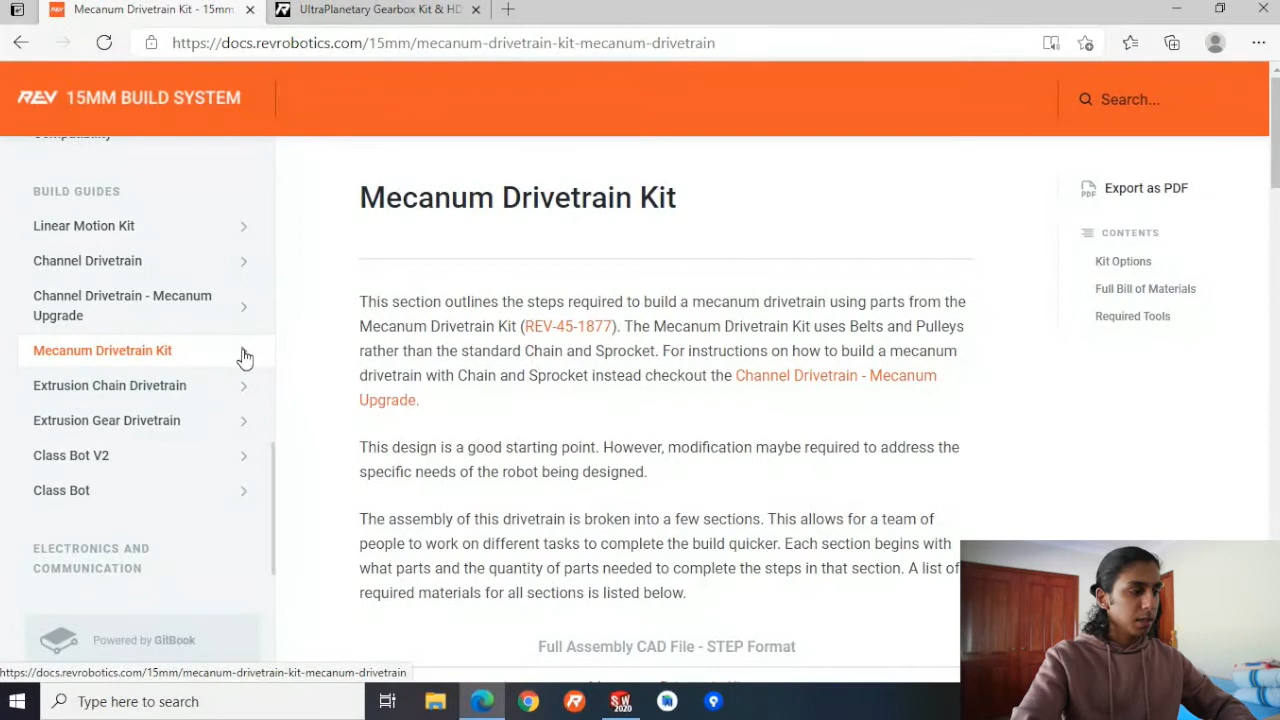 Mecanum Drivetrain Kit - 15mm
UltraPlanetary Gearbox Kit & HD
https://docs.revrobotics.com/15mm/mecanum-drivetrain-kit-mecanum-drivetrain
REV 15MM BUILD SYSTEM
Search...
Compatibility
BUILD GUIDES
Linear Motion Kit
Channel Drivetrain
Channel Drivetrain - Mecanum
Upgrade
Mecanum Drivetrain Kit
Extrusion Chain Drivetrain
Extrusion Gear Drivetrain
Class Bot V2
Class Bot
ELECTRONICS AND
COMMUNICATION
Powered by GitBook
Mecanum Drivetrain Kit
This section outlines the steps required to build a mecanum drivetrain using parts from the
Mecanum Drivetrain Kit (REV-45-1877). The Mecanum Drivetrain Kit uses Belts and Pulleys
rather than the standard Chain and Sprocket. For instructions on how to build a mecanum
drivetrain with Chain and Sprocket instead checkout the Channel Drivetrain - Mecanum
Upgrade.
This design is a good starting point. However, modification maybe required to address the
specific needs of the robot being designed.
The assembly of this drivetrain is broken into a few sections. This allows for a team of
people to work on different tasks to complete the build quicker. Each section begins with
what parts and the quantity of parts needed to complete the steps in that section. A list of
required materials for all sections is listed below.
Full Assembly CAD File - STEP Format
PDF
Export as PDF
CONTENTS
Kit Options
Full Bill of Materials
Required Tools
https://docs.revrobotics.com/15mm/mecanum-drivetrain-kit-mecanum-drivetrain
Type here to search
SW
2020